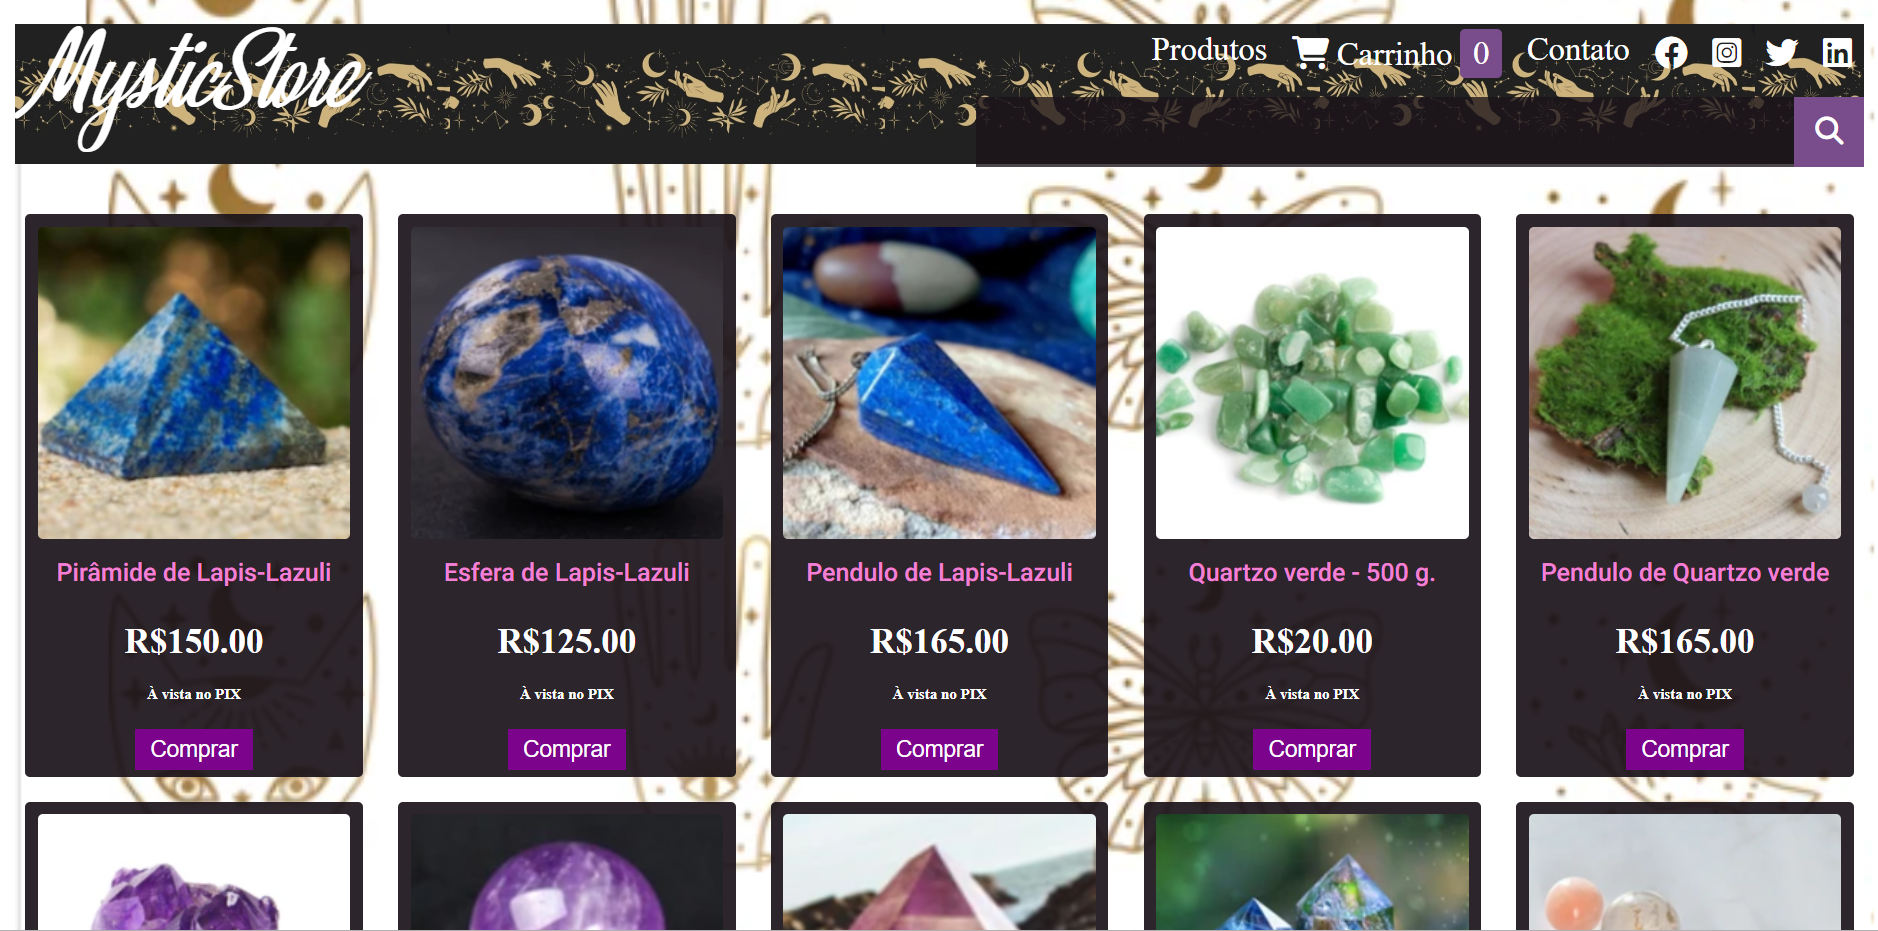 MysticStore
Produtos Carrinho 0 Contato
Pirâmide de Lapis-Lazuli
R$150.00
À vista no PIX
Comprar
Esfera de Lapis-Lazuli
R$125.00
À vista no PIX
Comprar
Pendulo de Lapis-Lazuli
R$165.00
À vista no PIX
Comprar
Quartzo verde - 500 g.
R$20.00
À vista no PIX
Comprar
Pendulo de Quartzo verde
R$165.00
À vista no PIX
Comprar